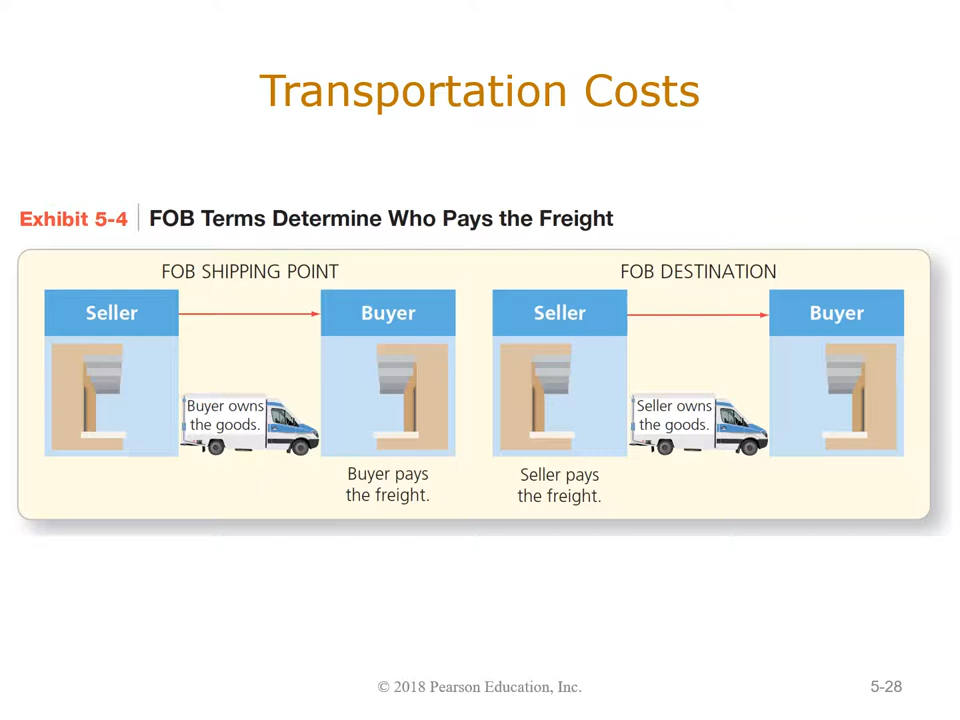 Transportation Costs
Exhibit 5-4 FOB Terms Determine Who Pays the Freight
FOB SHIPPING POINT
Seller
Buyer
Buyer owns
the goods.
Buyer pays
the freight.
FOB DESTINATION
Seller
Buyer
Seller owns
the goods.
Seller pays
the freight.
© 2018 Pearson Education, Inc.
5-28